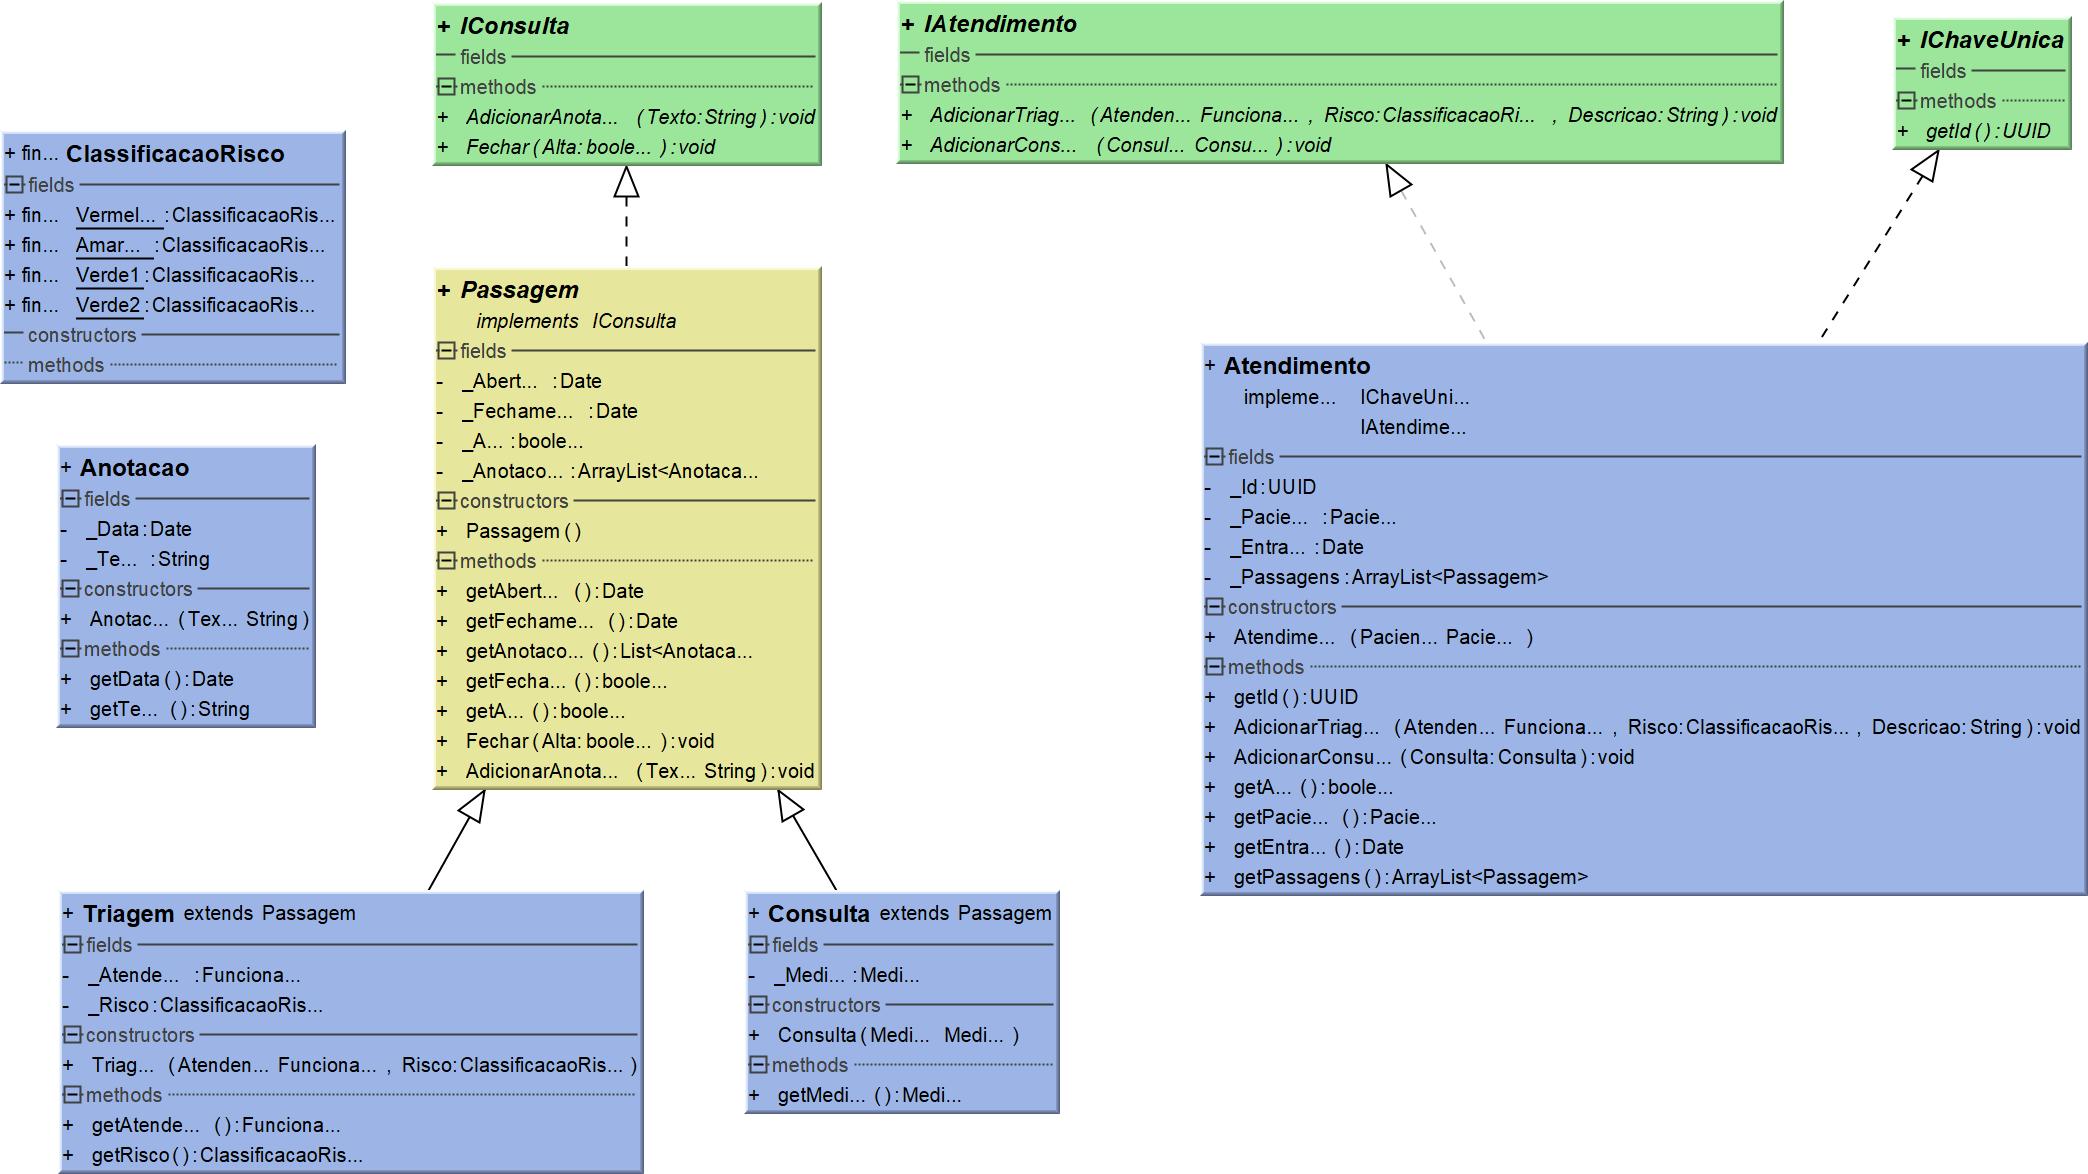 + IConsulta
fields
methods
+ AdicionarAnota... (Texto:String):void
+ Fechar(Alta:boole... ):void
+ IAtendimento
fields
methods
+ AdicionarTriag... (Atenden... Funciona... , Risco:ClassificacaoRi... , Descricao:String):void
+ AdicionarCons... (Consul... Consu... ):void
+ IChaveUnica
fields
methods
+ getId():UUID
+ fin... ClassificacaoRisco
fields
+ fin... Vermel... :ClassificacaoRis...
+ fin... Amar... :ClassificacaoRis...
+ fin... Verde1:ClassificacaoRis...
+ fin... Verde2:ClassificacaoRis...
constructors
methods
+ Passagem
implements IConsulta
fields
- _Abert... :Date
- _Fechame... :Date
- _A... :boole...
- _Anotaco... :ArrayList<Anotaca...
constructors
+ Passagem()
methods
+ getAbert... ():Date
+ getFechame... ():Date
+ getAnotaco... ():List<Anotaca...
+ getFecha... ():boole...
+ getA... ():boole...
+ Fechar(Alta: boole... ):void
+ AdicionarAnota... (Tex... String):void
+ Atendimento
impleme... IChaveUni...
IAtendime...
fields
- _Id:UUID
- _Pacie... :Pacie...
- _Entra... :Date
- _Passagens:ArrayList<Passagem>
constructors
+ Atendime... (Pacien... Pacie... )
methods
+ getId():UUID
+ AdicionarTriag... (Atenden... Funciona... , Risco:ClassificacaoRis... , Descricao:String):void
+ AdicionarConsu... (Consulta:Consulta):void
+ getA... ():boole...
+ getPacie... ():Pacie...
+ getEntra... ():Date
+ getPassagens():ArrayList<Passagem>
+ Anotacao
fields
- _Data:Date
- _Te... :String
constructors
+ Anotac... (Tex... String)
methods
+ getData():Date
+ getTe... ():String
+ Triagem extends Passagem
fields
- _Atende... :Funciona...
- _Risco:ClassificacaoRis...
constructors
+ Triag... (Atenden... Funciona... , Risco:ClassificacaoRis... )
methods
+ getAtende... ():Funciona...
+ getRisco():ClassificacaoRis...
+ Consulta extends Passagem
fields
- _Medi... :Medi...
constructors
+ Consulta(Medi... Medi... )
methods
+ getMedi... ():Medi...